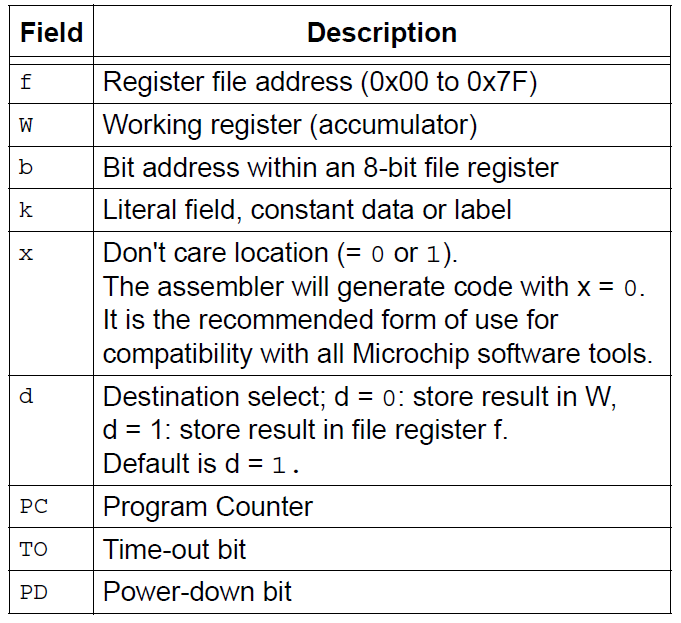 Field Description
f Register file address (0x00 to 0x7F)
W Working register (accumulator)
b Bit address within an 8-bit file register
k Literal field, constant data or label
x Don't care location (= 0 or 1).
The assembler will generate code with x = 0.
It is the recommended form of use for
compatibility with all Microchip software tools.
d Destination select; d = 0: store result in W,
d = 1: store result in file register f.
Default is d = 1.
PC Program Counter
TO Time-out bit
PD Power-down bit